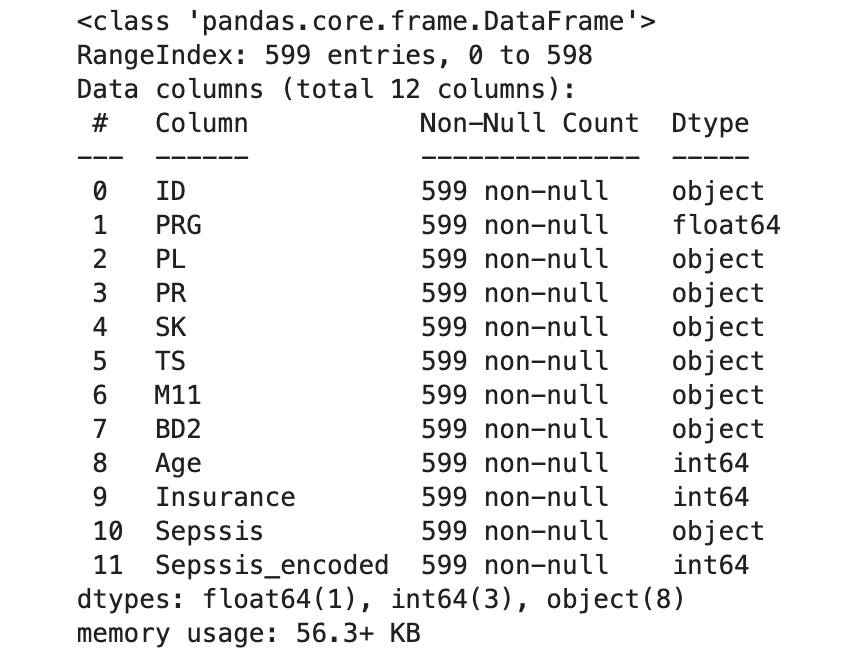 <class 'pandas.core.frame.DataFrame'>
RangeIndex: 599 entries, 0 to 598
Data columns (total 12 columns):
 #   Column            Non-Null Count  Dtype
---  ------            --------------  -----
 0   ID                599 non-null    object
 1   PRG               599 non-null    float64
 2   PL                599 non-null    object
 3   PR                599 non-null    object
 4   SK                599 non-null    object
 5   TS                599 non-null    object
 6   M11               599 non-null    object
 7   BD2               599 non-null    object
 8   Age               599 non-null    int64
 9   Insurance         599 non-null    int64
 10  Sepssis           599 non-null    object
 11  Sepssis_encoded   599 non-null    int64
dtypes: float64(1), int64(3), object(8)
memory usage: 56.3+ KB